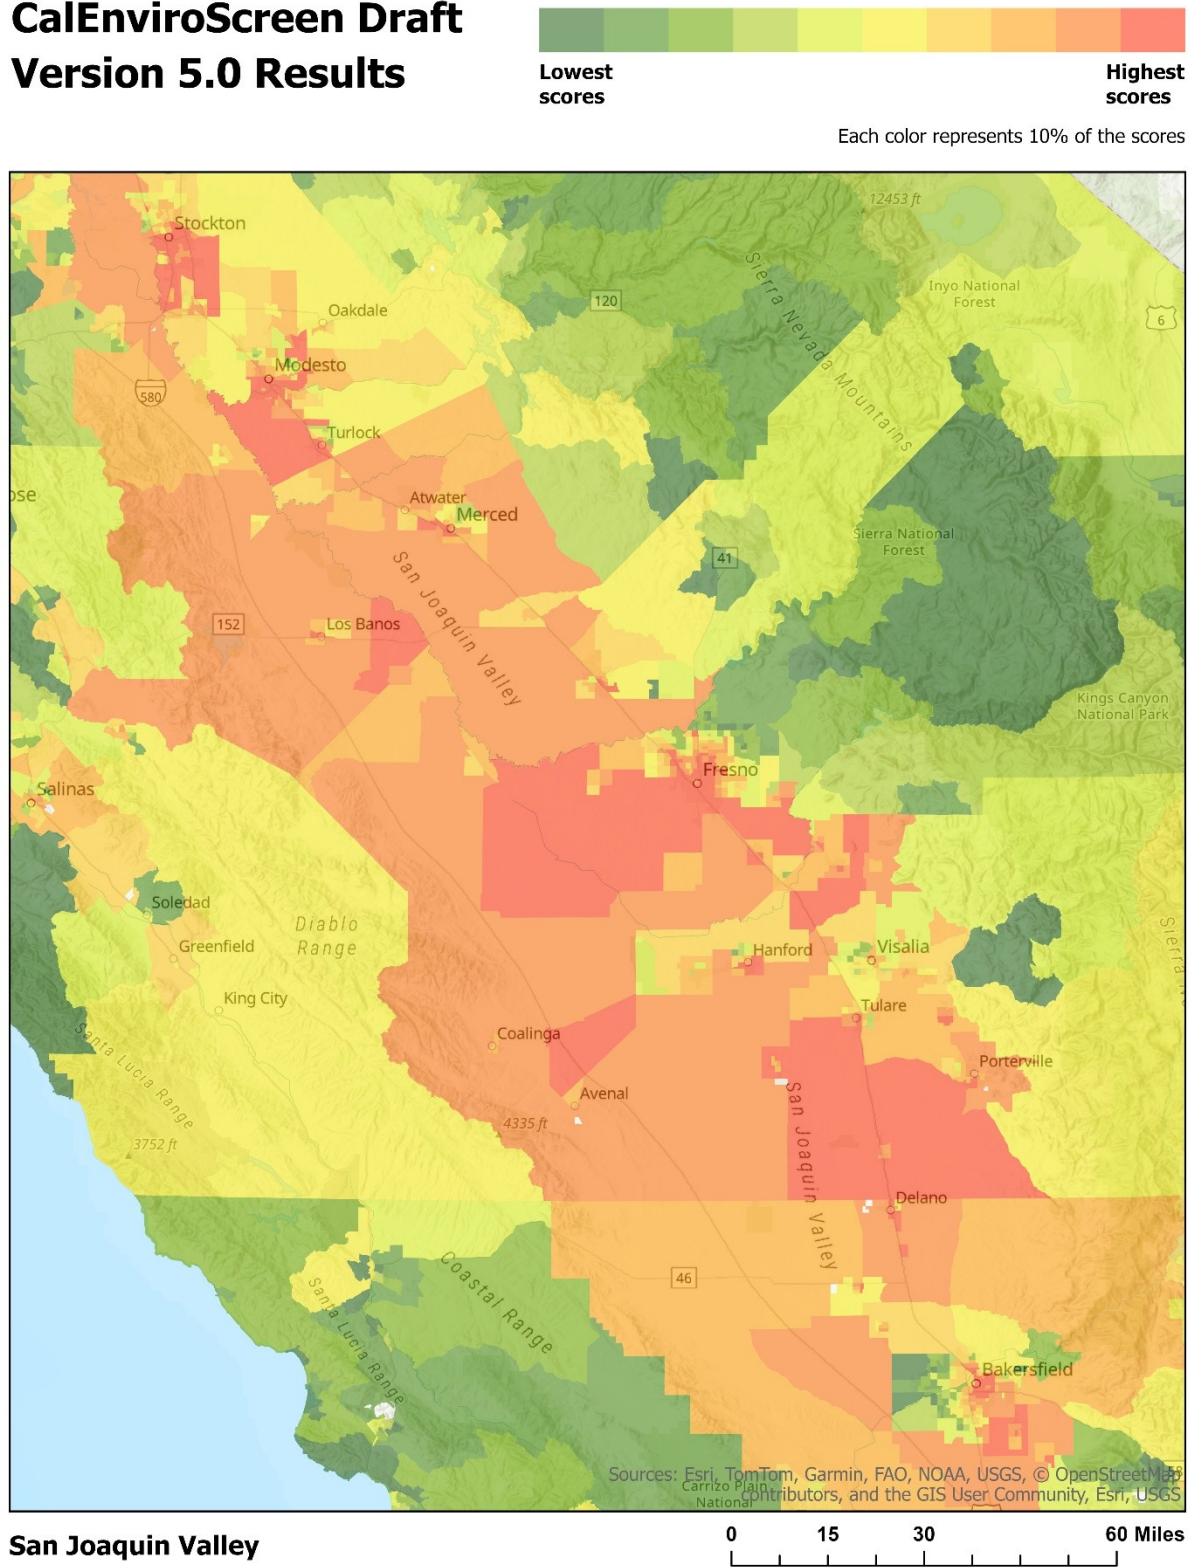 CalEnviroScreen Draft
Version 5.0 Results
Lowest
scores
Highest
scores
Each color represents 10% of the scores
12453 ft
Stockton
Sierra Nevada Mountains
Inyo National
Forest
120
6
Oakdale
Modesto
580
Turlock
ose
Atwater
Merced
Sierra National
Forest
41
San Joaquin Valley
152
Los Banos
Kings Canyon
National Park
Fresno
Salinas
Soledad
Diablo
Range
Greenfield
Hanford
Visalia
Sierra
King City
Tulare
Coalinga
Santa Lucia Range
Porterville
Avenal
4335 ft
San Joaquin Valley
3752 ft
Delano
Coastal Range
46
Santa Lucia Range
Bakersfield
Sources: Esri, TomTom, Garmin, FAO, NOAA, USGS, © OpenStreetMap
contributors, and the GIS User Community, Esri, USGS
Carrizo Plain
National
San Joaquin Valley
0 15 30 60 Miles